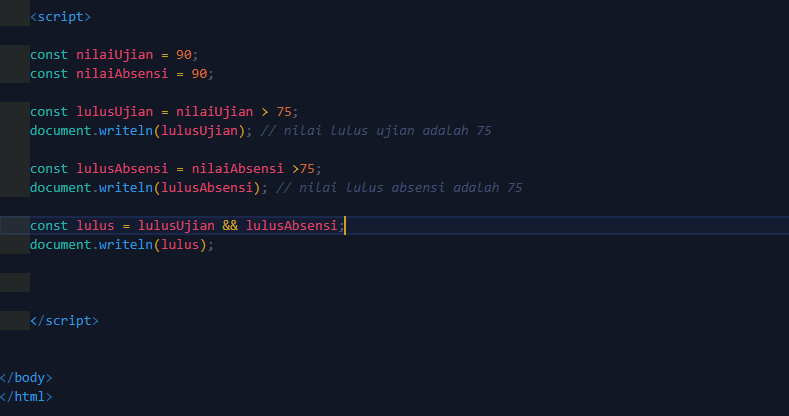 <script>
const nilaiUjian = 90;
const nilaiAbsensi = 90;
const lulusUjian = nilaiUjian > 75;
document.writeln(lulusUjian); // nilai lulus ujian adalah 75
const lulusAbsensi = nilaiAbsensi >75;
document.writeln(lulusAbsensi); // nilai lulus absensi adalah 75
const lulus = lulusUjian && lulusAbsensi;
document.writeln(lulus);
</script>
</body>
</html>